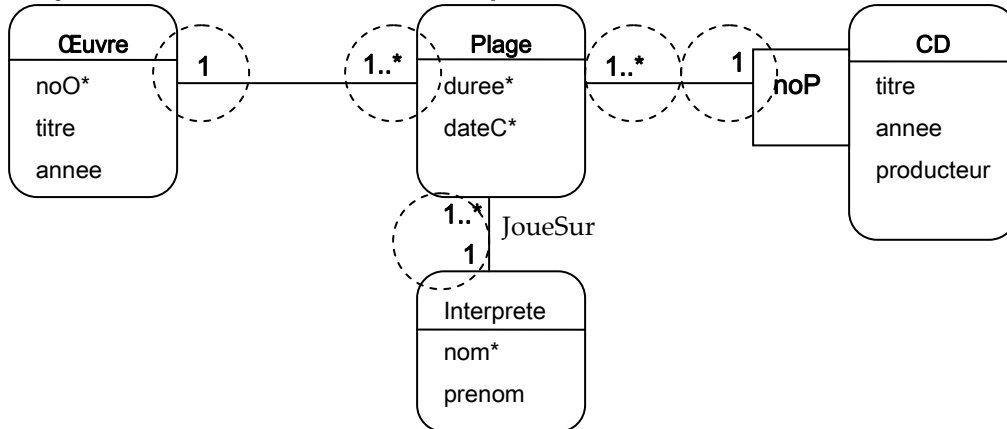 Œuvre
noO*
titre
annee
1
1..*
Plage
duree*
dateC*
1..*
1
noP
CD
titre
annee
producteur
1..*
JoueSur
1
Interprete
nom*
prenom